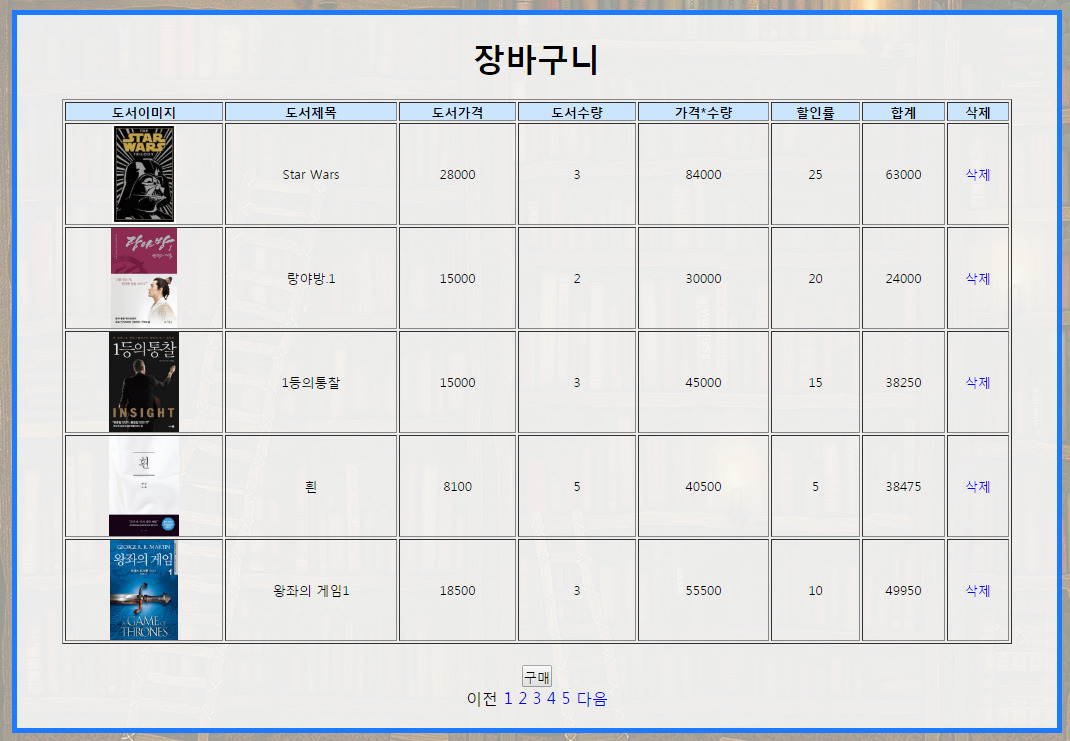 장바구니
도서이미지 도서제목 도서가격 도서수량 가격*수량 할인률 합계 삭제
THE
STAR
WARS
TRILOGY
Star Wars 28000 3 84000 25 63000 삭제
랑야방 1
랑야방.1 15000 2 30000 20 24000 삭제
1등의통찰
INSIGHT
1등의통찰 15000 3 45000 15 38250 삭제
흰
흰 8100 5 40500 5 38475 삭제
GEORGE R. R. MARTIN
왕좌의 게임
1
A GAME OF
THRONES
왕좌의 게임1 18500 3 55500 10 49950 삭제
구매
이전 1 2 3 4 5 다음